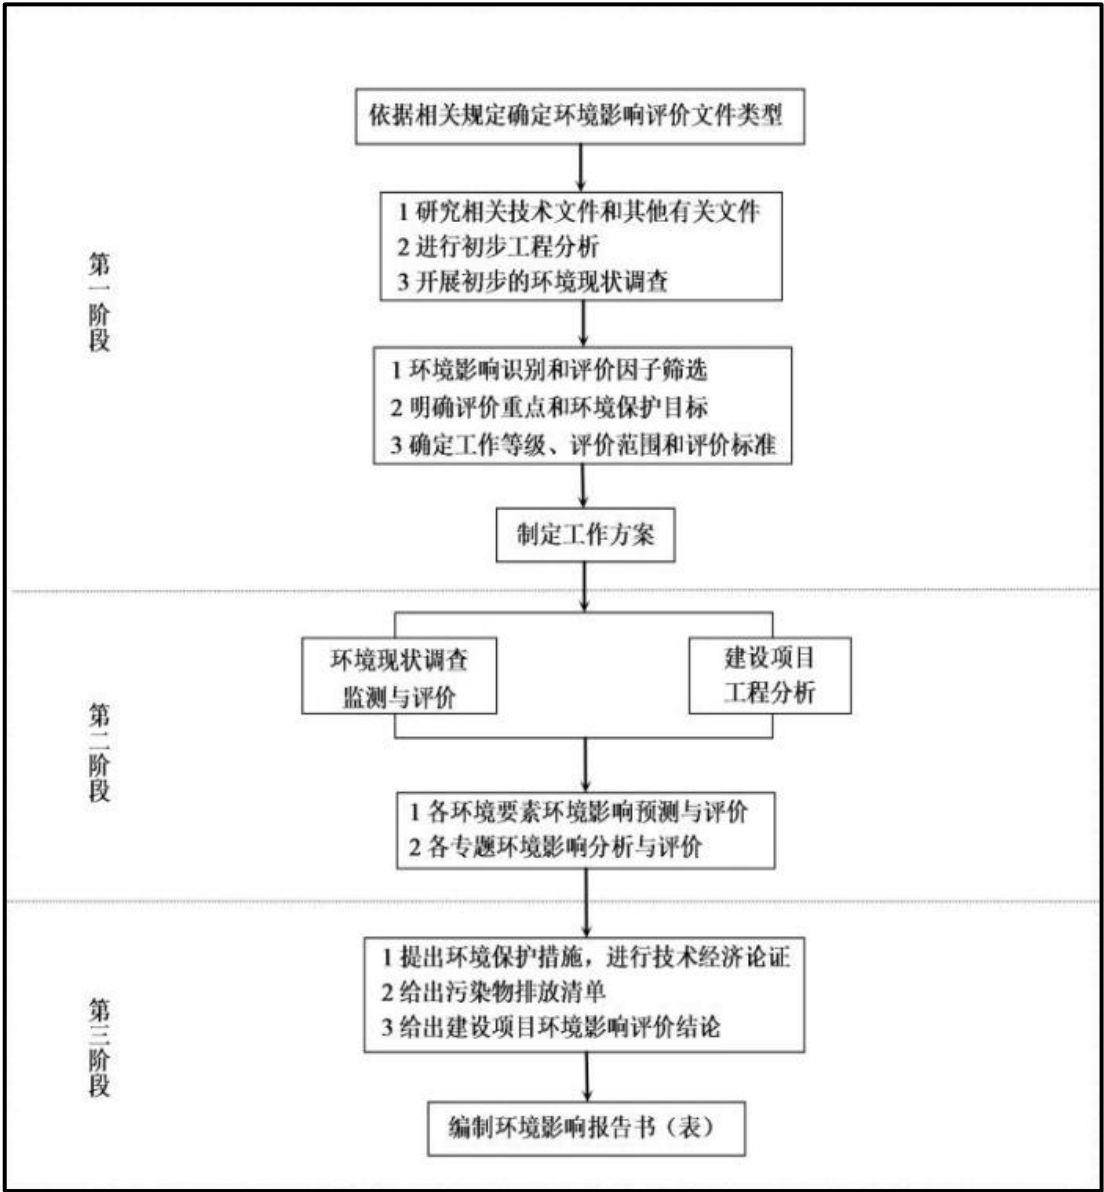 依据相关规定确定环境影响评价文件类型
1 研究相关技术文件和其他有关文件
2 进行初步工程分析
3 开展初步的环境现状调查
第一阶段
1 环境影响识别和评价因子筛选
2 明确评价重点和环境保护目标
3 确定工作等级、评价范围和评价标准
制定工作方案
环境现状调查
监测与评价
建设项目
工程分析
第二阶段
1 各环境要素环境影响预测与评价
2 各专题环境影响分析与评价
1 提出环境保护措施，进行技术经济论证
2 给出污染物排放清单
3 给出建设项目环境影响评价结论
第三阶段
编制环境影响报告书（表）